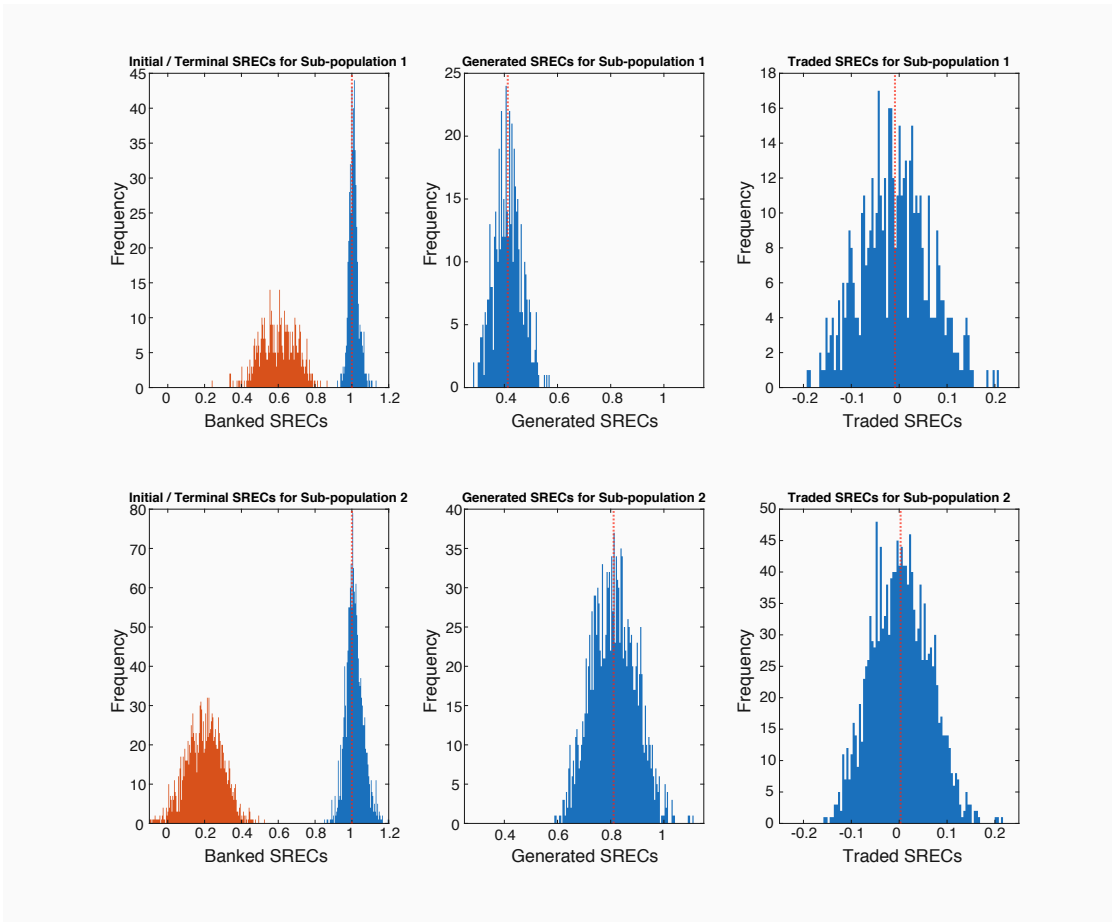 Initial / Terminal SRECs for Sub-population 1
45
40
35
30
25
20
15
10
5
0
Frequency
0 0.2 0.4 0.6 0.8 1 1.2
Banked SRECs
Generated SRECs for Sub-population 1
25
20
15
10
5
0
Frequency
0.4 0.6 0.8 1
Generated SRECs
Traded SRECs for Sub-population 1
18
16
14
12
10
8
6
4
2
0
Frequency
-0.2 -0.1 0 0.1 0.2
Traded SRECs
Initial / Terminal SRECs for Sub-population 2
80
70
60
50
40
30
20
10
0
Frequency
0 0.2 0.4 0.6 0.8 1 1.2
Banked SRECs
Generated SRECs for Sub-population 2
40
35
30
25
20
15
10
5
0
Frequency
0.4 0.6 0.8 1
Generated SRECs
Traded SRECs for Sub-population 2
50
45
40
35
30
25
20
15
10
5
0
Frequency
-0.2 -0.1 0 0.1 0.2
Traded SRECs